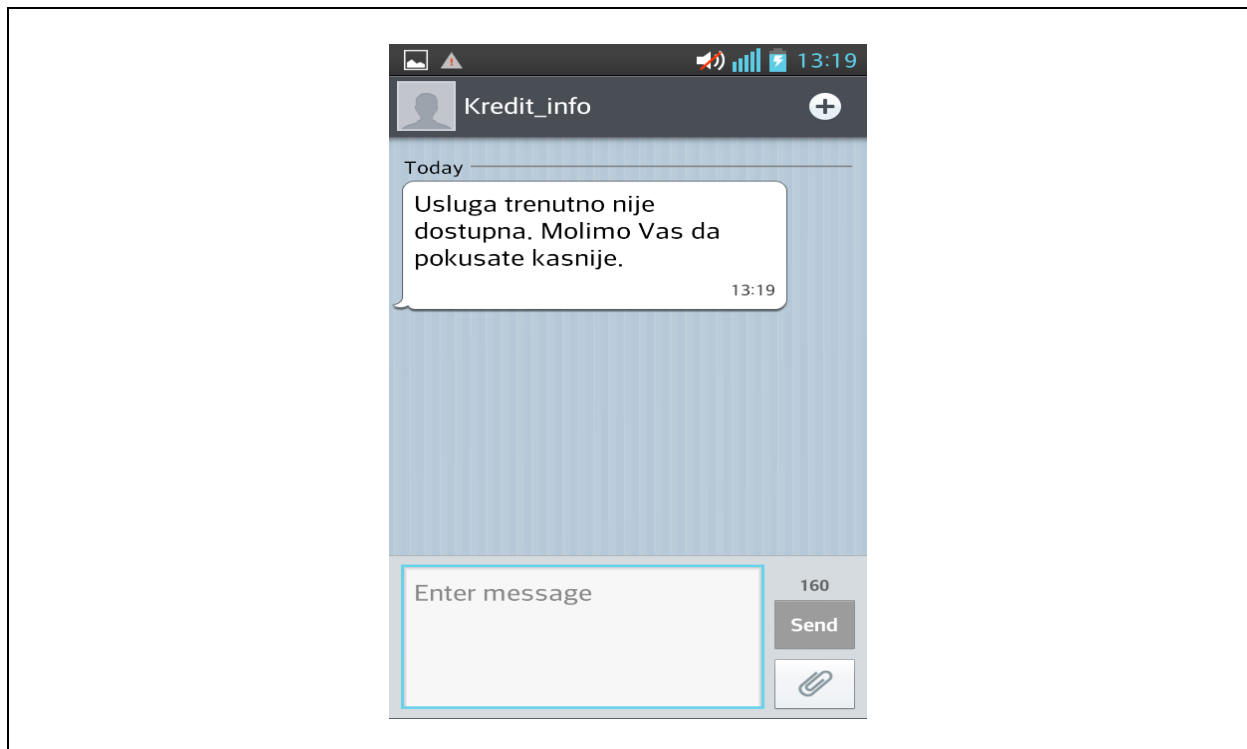 13:19
Kredit_info
Today
Usluga trenutno nije
dostupna. Molimo Vas da
pokusate kasnije.
13:19
Enter message
160
Send